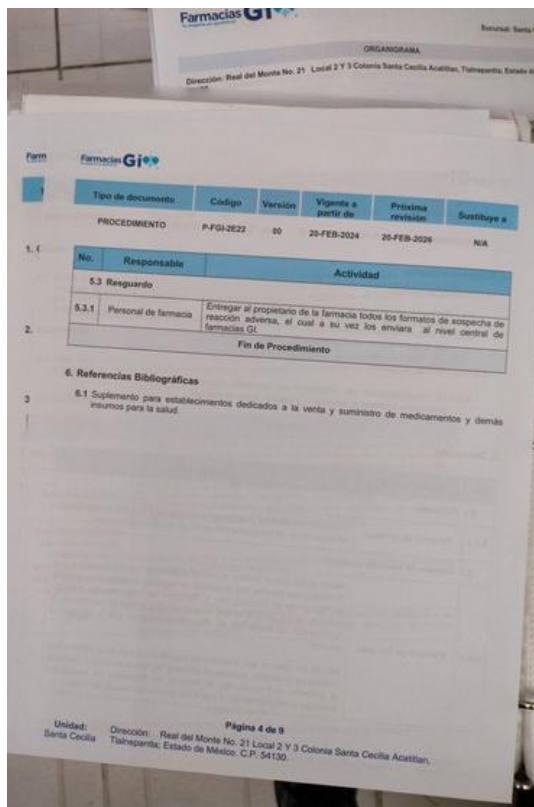 Farmacias Gi
Sucursal: Santa
ORGANIGRAMA
Dirección: Real del Monte No. 21 Local 2 Y 3 Colonia Santa Cecilia Acatitlan, Tlalnepantla; Estado
Farm
Farmacias Gi
Tipo de documento Código Versión Vigente a partir de Próxima revisión Sustituye a
PROCEDIMIENTO P-FGI-2E22 00 20-FEB-2024 20-FEB-2026 N/A
1. (
No. Responsable Actividad
5.3 Resguardo
5.3.1 Personal de farmacia Entregar al propietario de la farmacia todos los formatos de sospecha de
reacción adversa, el cual a su vez los enviara al nivel central de
farmacias GI.
2.
Fin de Procedimiento
6. Referencias Bibliográficas
3
6.1 Suplemento para establecimientos dedicados a la venta y suministro de medicamentos y demás
insumos para la salud.
Página 4 de 9
Unidad: Santa Cecilia
Dirección: Real del Monte No. 21 Local 2 Y 3 Colonia Santa Cecilia Acatitlan,
Tlalnepantla; Estado de México. C.P. 54130.